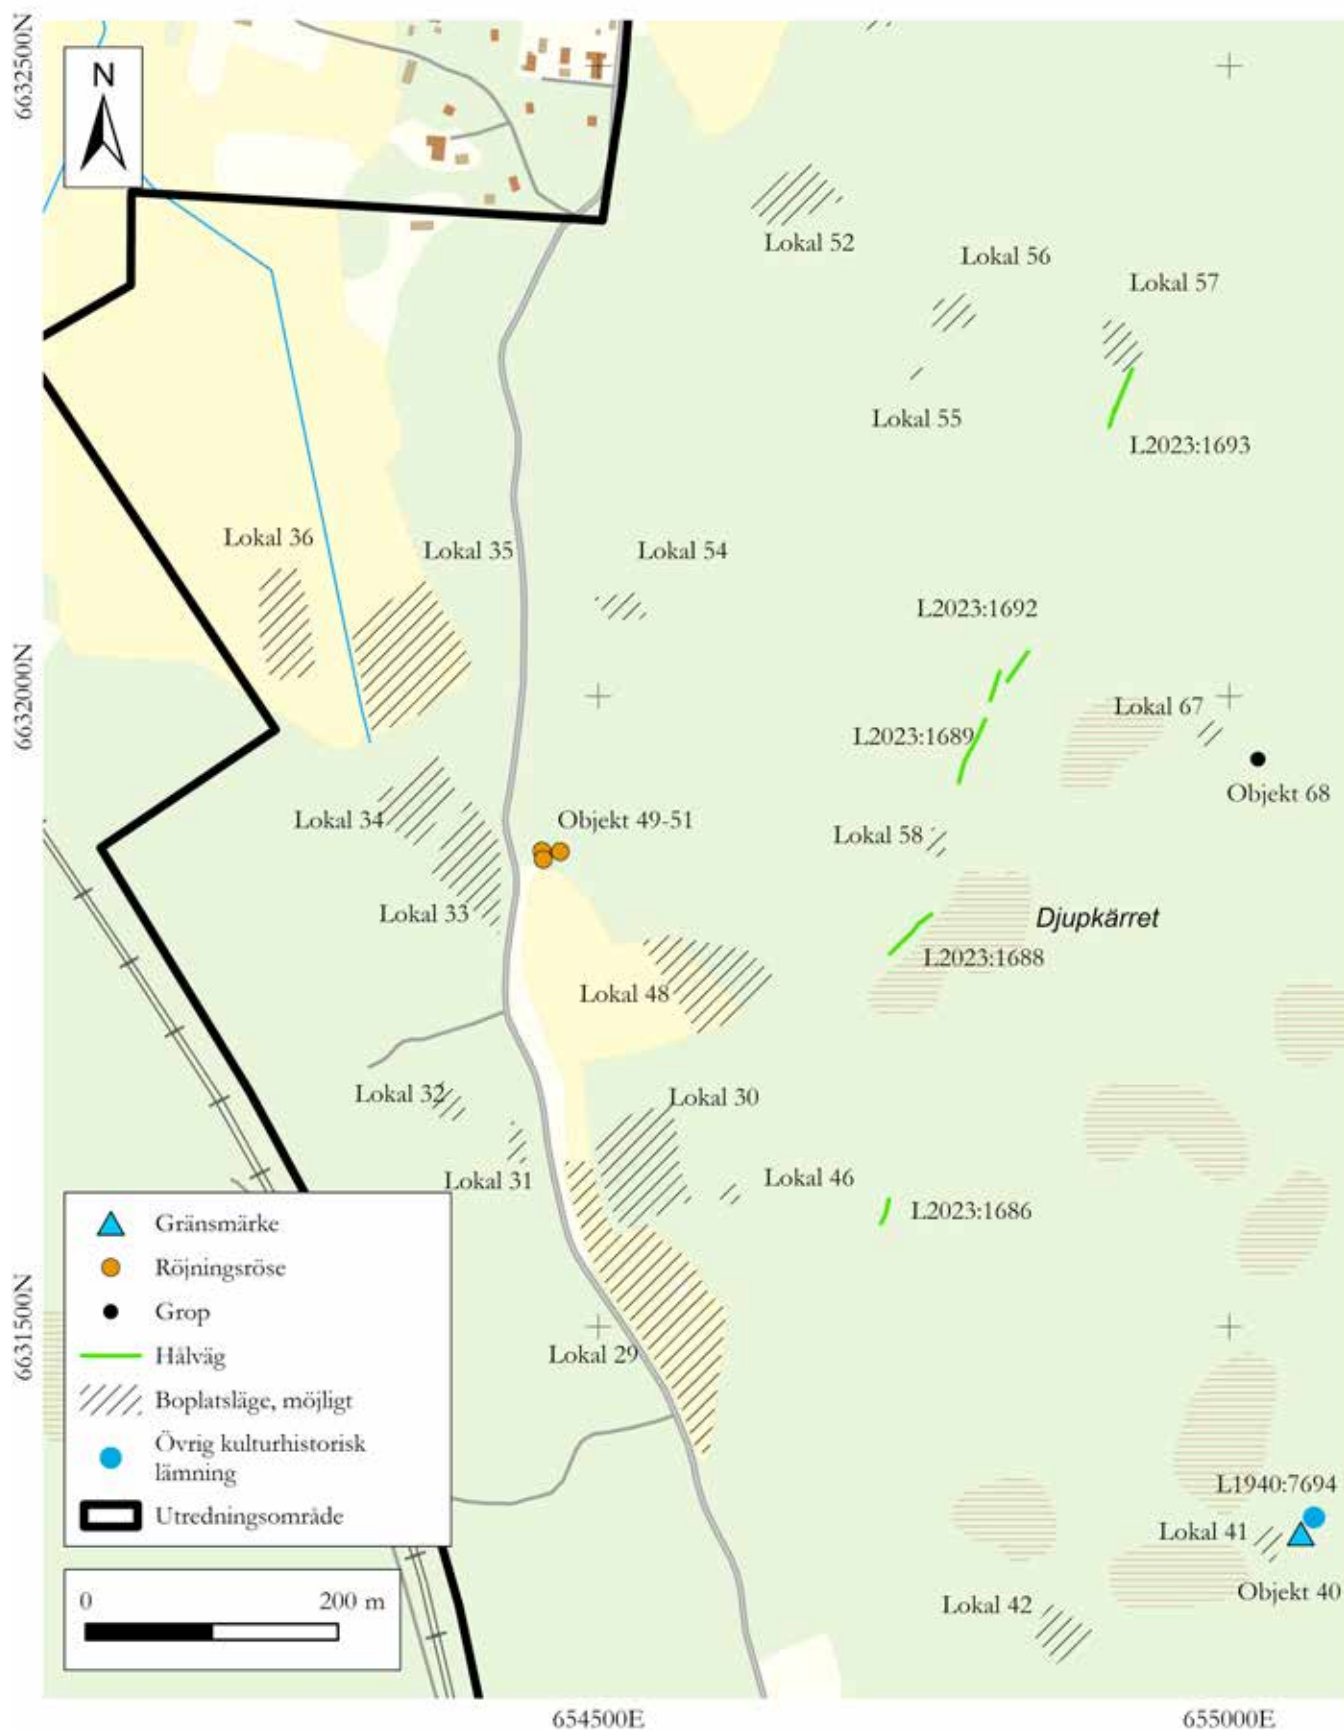 6632500N
N
Lokal 52
Lokal 56
Lokal 57
Lokal 55
L2023:1693
Lokal 36
Lokal 35
Lokal 54
L2023:1692
6632000N
Lokal 67
L2023:1689
Objekt 68
Lokal 34
Objekt 49-51
Lokal 58
Lokal 33
Djupkärret
L2023:1688
Lokal 48
Lokal 32
Lokal 30
Lokal 31
Lokal 46
L2023:1686
6631500N
Lokal 29
Gränsmärke
Röjningsröse
Grop
Hålväg
Boplatsläge, möjligt
Övrig kulturhistorisk
lämning
Utredningsområde
L1940:7694
Lokal 41
Objekt 40
Lokal 42
0 200 m
654500E 655000E